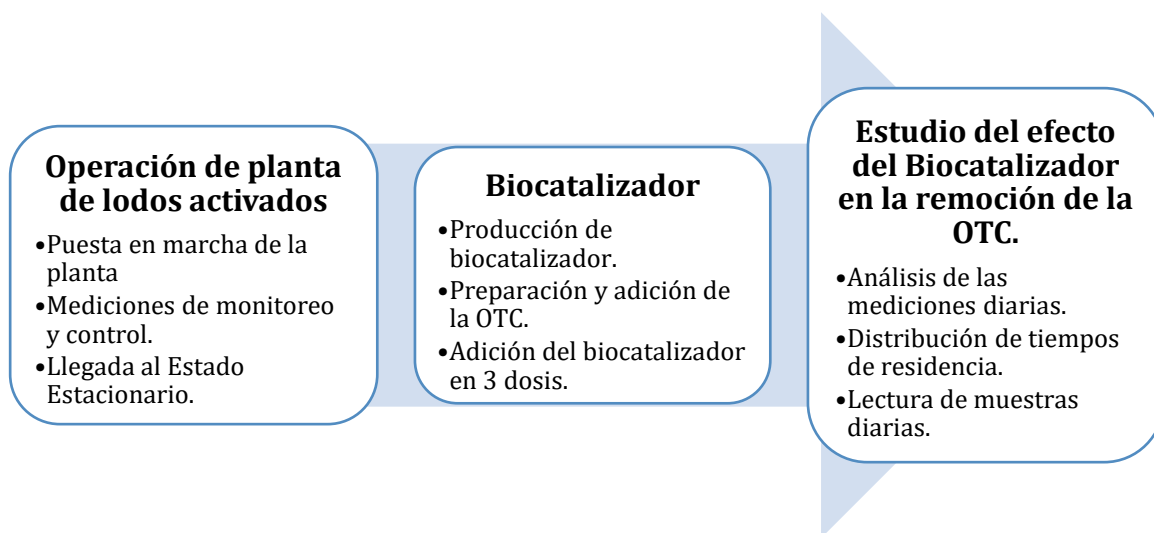 Operación de planta
de lodos activados
•Puesta en marcha de la
planta
•Mediciones de monitoreo
y control.
•Llegada al Estado
Estacionario.
Biocatalizador
•Producción de
biocatalizador.
•Preparación y adición de
la OTC.
•Adición del biocatalizador
en 3 dosis.
Estudio del efecto
del Biocatalizador
en la remoción de la
OTC.
•Análisis de las
mediciones diarias.
•Distribución de tiempos
de residencia.
•Lectura de muestras
diarias.